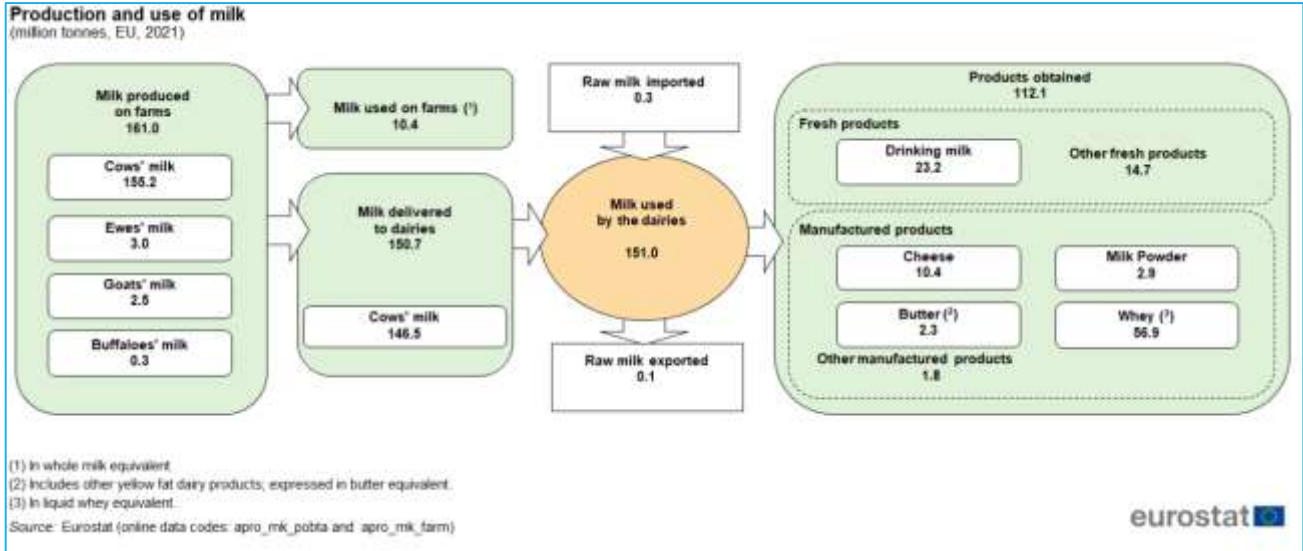 Production and use of milk
(million tonnes, EU, 2021)
Milk produced
on farms
161.0
Cows' milk
155.2
Ewes' milk
3.0
Goats' milk
2.5
Buffaloes' milk
0.3
Milk used on farms (¹)
10.4
Milk delivered
to dairies
150.7
Cows' milk
146.5
Raw milk imported
0.3
Milk used
by the dairies
151.0
Raw milk exported
0.1
Products obtained
112.1
Fresh products
Drinking milk
23.2
Other fresh products
14.7
Manufactured products
Cheese
10.4
Milk Powder
2.9
Butter (²)
2.3
Whey (³)
56.9
Other manufactured products
1.8
(1) In whole milk equivalent
(2) Includes other yellow fat dairy products; expressed in butter equivalent.
(3) In liquid whey equivalent.
Source: Eurostat (online data codes: apro_mk_pobta and apro_mk_farm)
eurostat